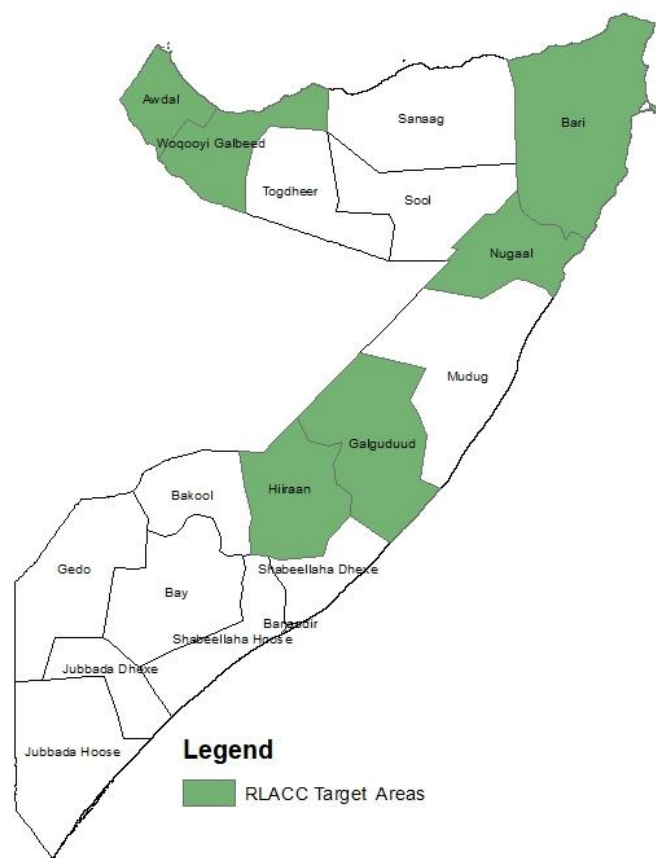 Awdal
Woqooyi Galbeed
Sanaag
Bari
Togdheer
Sool
Nugaal
Mudug
Galguduud
Hiiraan
Bakool
Gedo
Shabeellaha Dhexe
Bay
Banaadir
Shabeellaha Hoose
Jubbada Dhexe
Jubbada Hoose
Legend
RLACC Target Areas